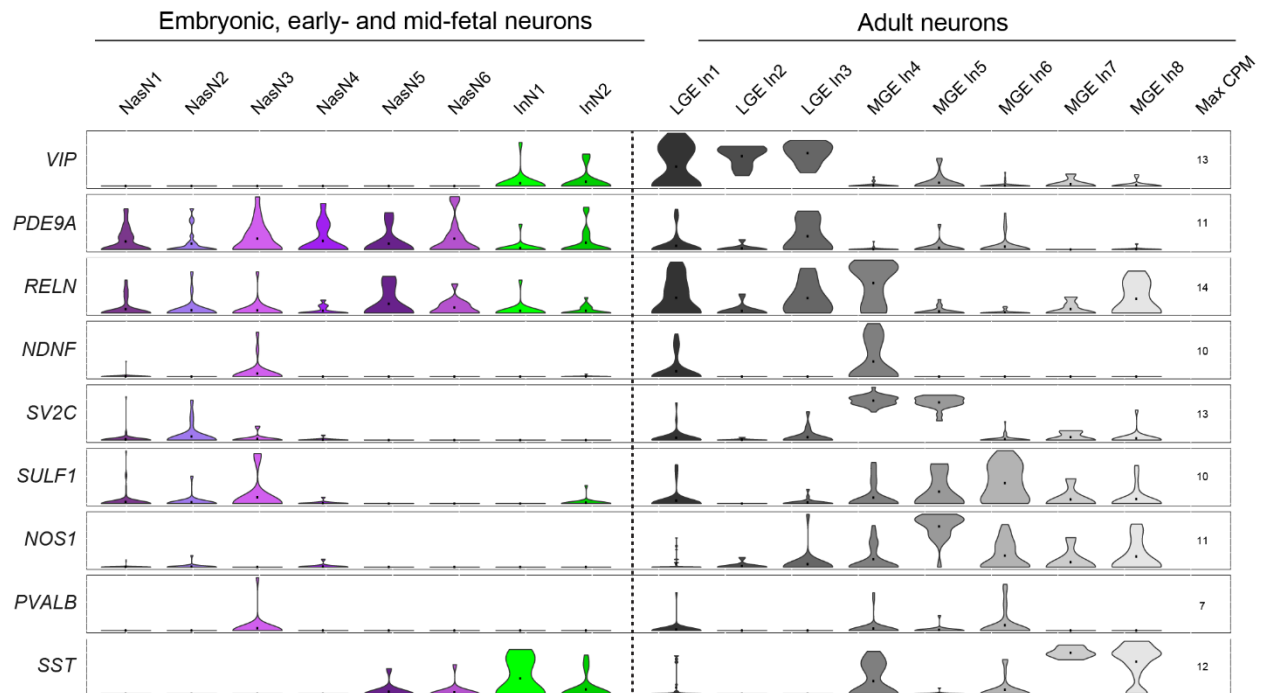 Embryonic, early- and mid-fetal neurons Adult neurons
NasN1 NasN2 NasN3 NasN4 NasN5 NasN6 InN1 InN2 LGE In1 LGE In2 LGE In3 MGE In4 MGE In5 MGE In6 MGE In7 MGE In8 Max CPM
VIP 13
PDE9A 11
RELN 14
NDNF 10
SV2C 13
SULF1 10
NOS1 11
PVALB 7
SST 12